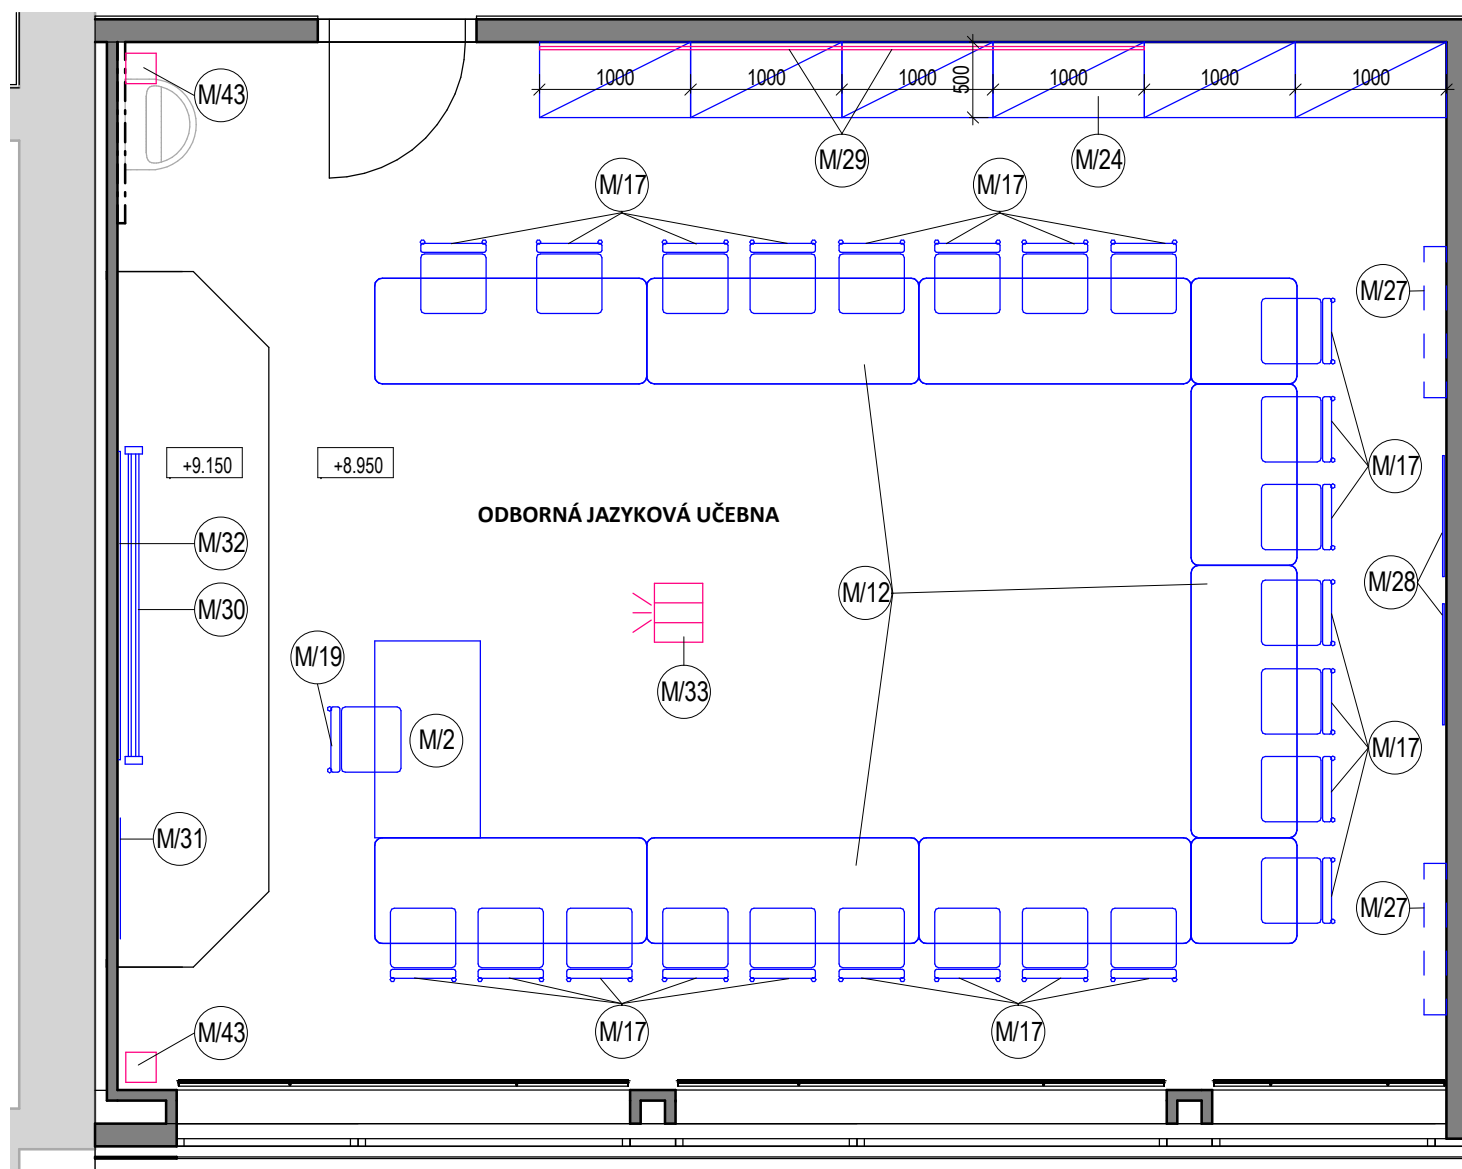 1000 1000 1000 1000 1000 1000
500
M/43
M/29 M/24
M/17 M/17
M/27
+9.150 +8.950
M/17
ODBORNÁ JAZYKOVÁ UČEBNA
M/32
M/28
M/12
M/30
M/19
M/33
M/2
M/17
M/31
M/27
M/43
M/17 M/17